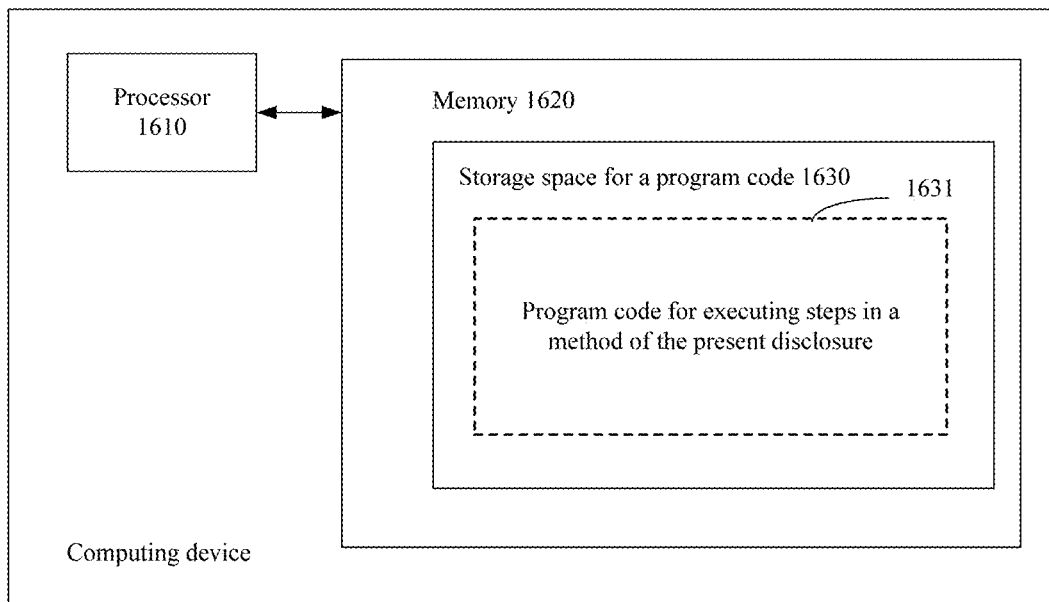 Processor
1610
Memory 1620
Storage space for a program code 1630
1631
Program code for executing steps in a
method of the present disclosure
Computing device